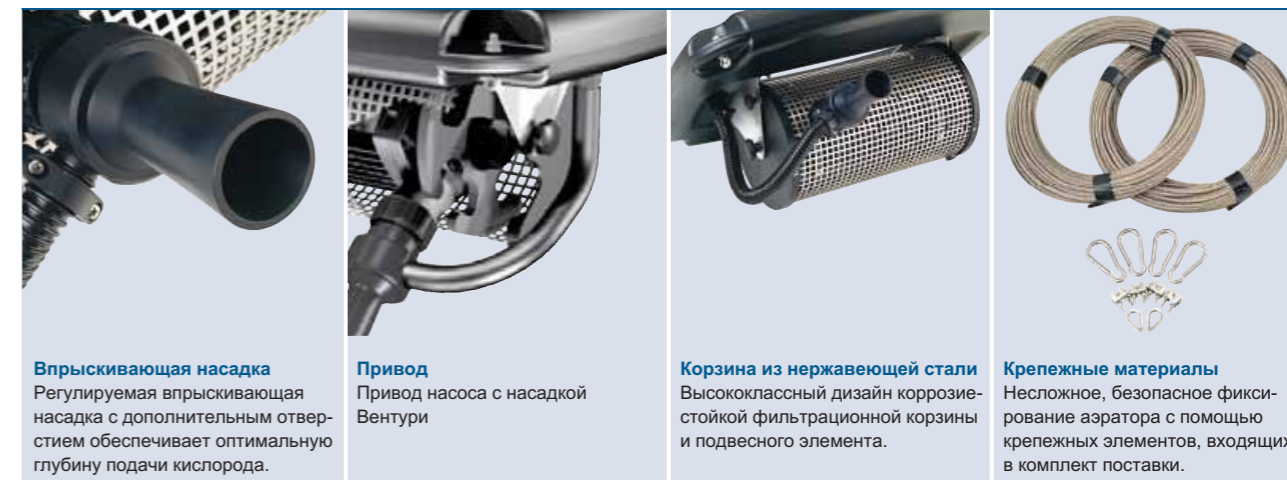 Впрыскивающая насадка
Регулируемая впрыскивающая
насадка с дополнительным отвер-
стием обеспечивает оптимальную
глубину подачи кислорода.
Привод
Привод насоса с насадкой
Вентури
Корзина из нержавеющей стали
Высококлассный дизайн коррозие-
стойкой фильтрационной корзины
и подвесного элемента.
Крепежные материалы
Несложное, безопасное фикси-
рование аэратора с помощью
крепежных элементов, входящих
в комплект поставки.